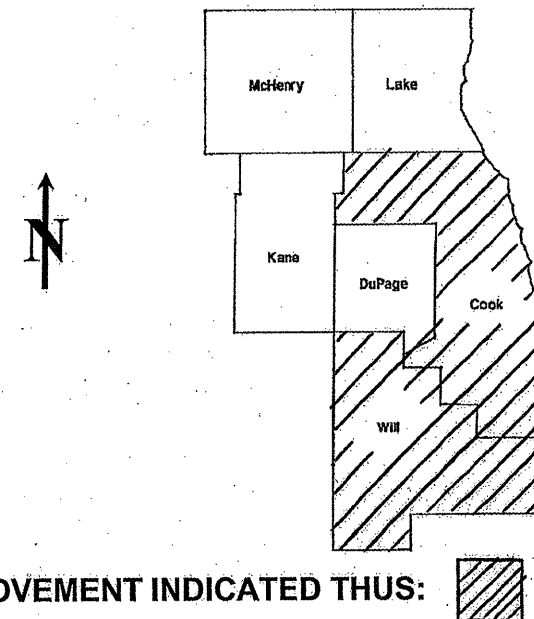 McHenry
Lake
N
Kane
DuPage
Cook
Will
OVEMENT INDICATED THUS: